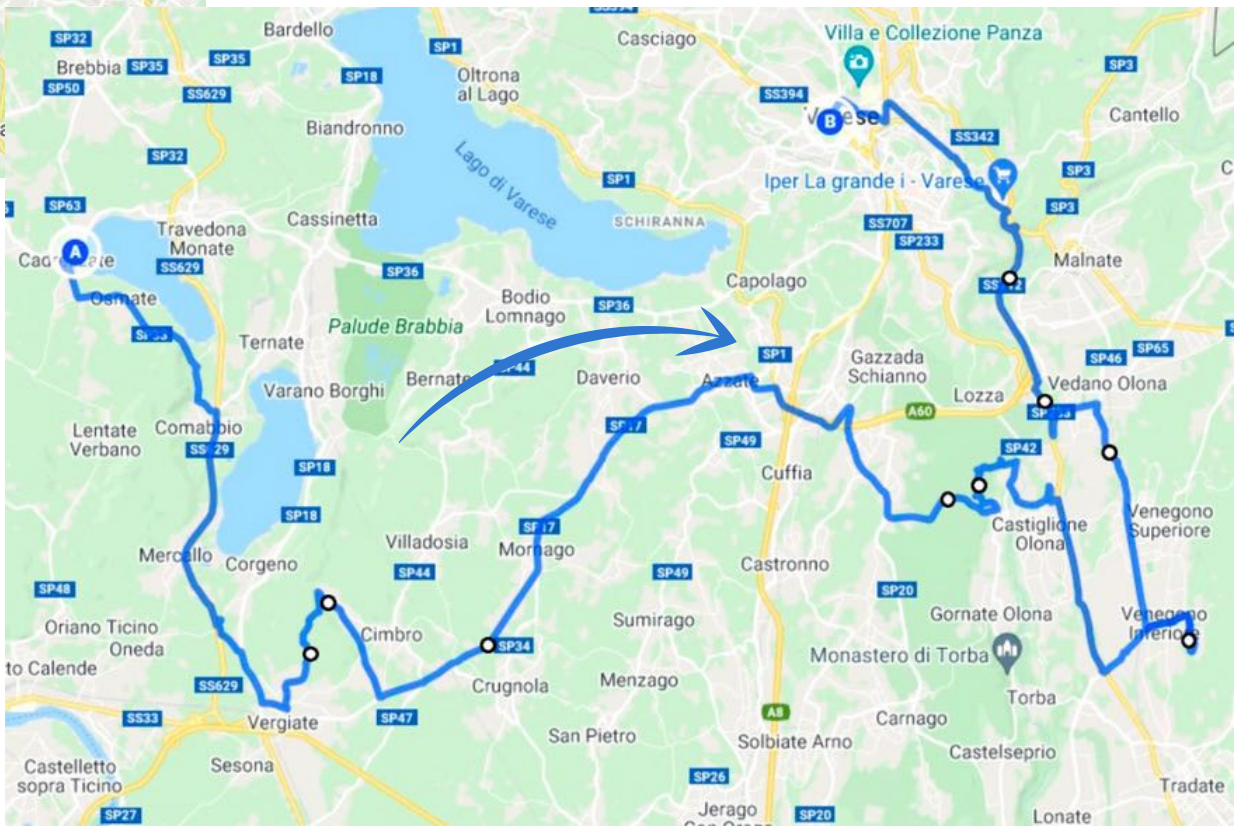 SS394
SP32
Bardello
SP1
Casciago
Villa e Collezione Panza
Brebbia
SP35
SP35
SP18
Oltrona
al Lago
SP3
SP50
SS629
SS394
Cantello
Biandronno
B
SS342
SP32
Lago di Varese
SP1
Iper La grande i - Varese
SP3
SP63
Cassinetta
SCHIRANNA
SS707
SP3
A
Travedona
Monate
SP233
Malnate
SS629
SP36
Capolago
Osmate
Bodio
Lomnago
SP36
Palude Brabbia
Ternate
SP1
Gazzada
Schianno
SP46
SP65
Bernate
SP44
Daverio
Azzate
Varano Borghi
Lozza
Vedano Olona
A60
Lentate
Verbano
Comabbio
SP49
SP42
SP18
Cuffia
SP18
Castiglione
Olona
Venegono
Superiore
Villadosia
Mornago
Mercallo
Corgeno
SP44
SP49
Castronno
SP48
SP20
Gornate Olona
Venegono
Inferiore
Oriano Ticino
Oneda
Cimbro
SP34
Sumirago
Monastero di Torba
to Calende
SS629
Crugnola
Menzago
Torba
SS33
Vergiate
SP47
A8
Carnago
San Pietro
Solbiate Arno
Castelseprio
Castelletto
sopra Ticino
Sesona
SP26
Tradate
SP27
Jerago
SP20
Lonate